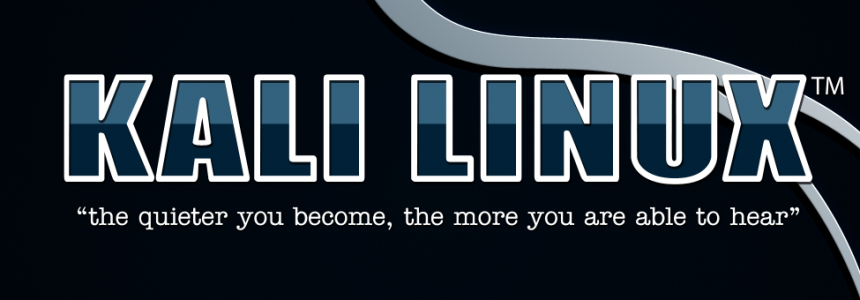 KALI LINUX™
“the quieter you become, the more you are able to hear”